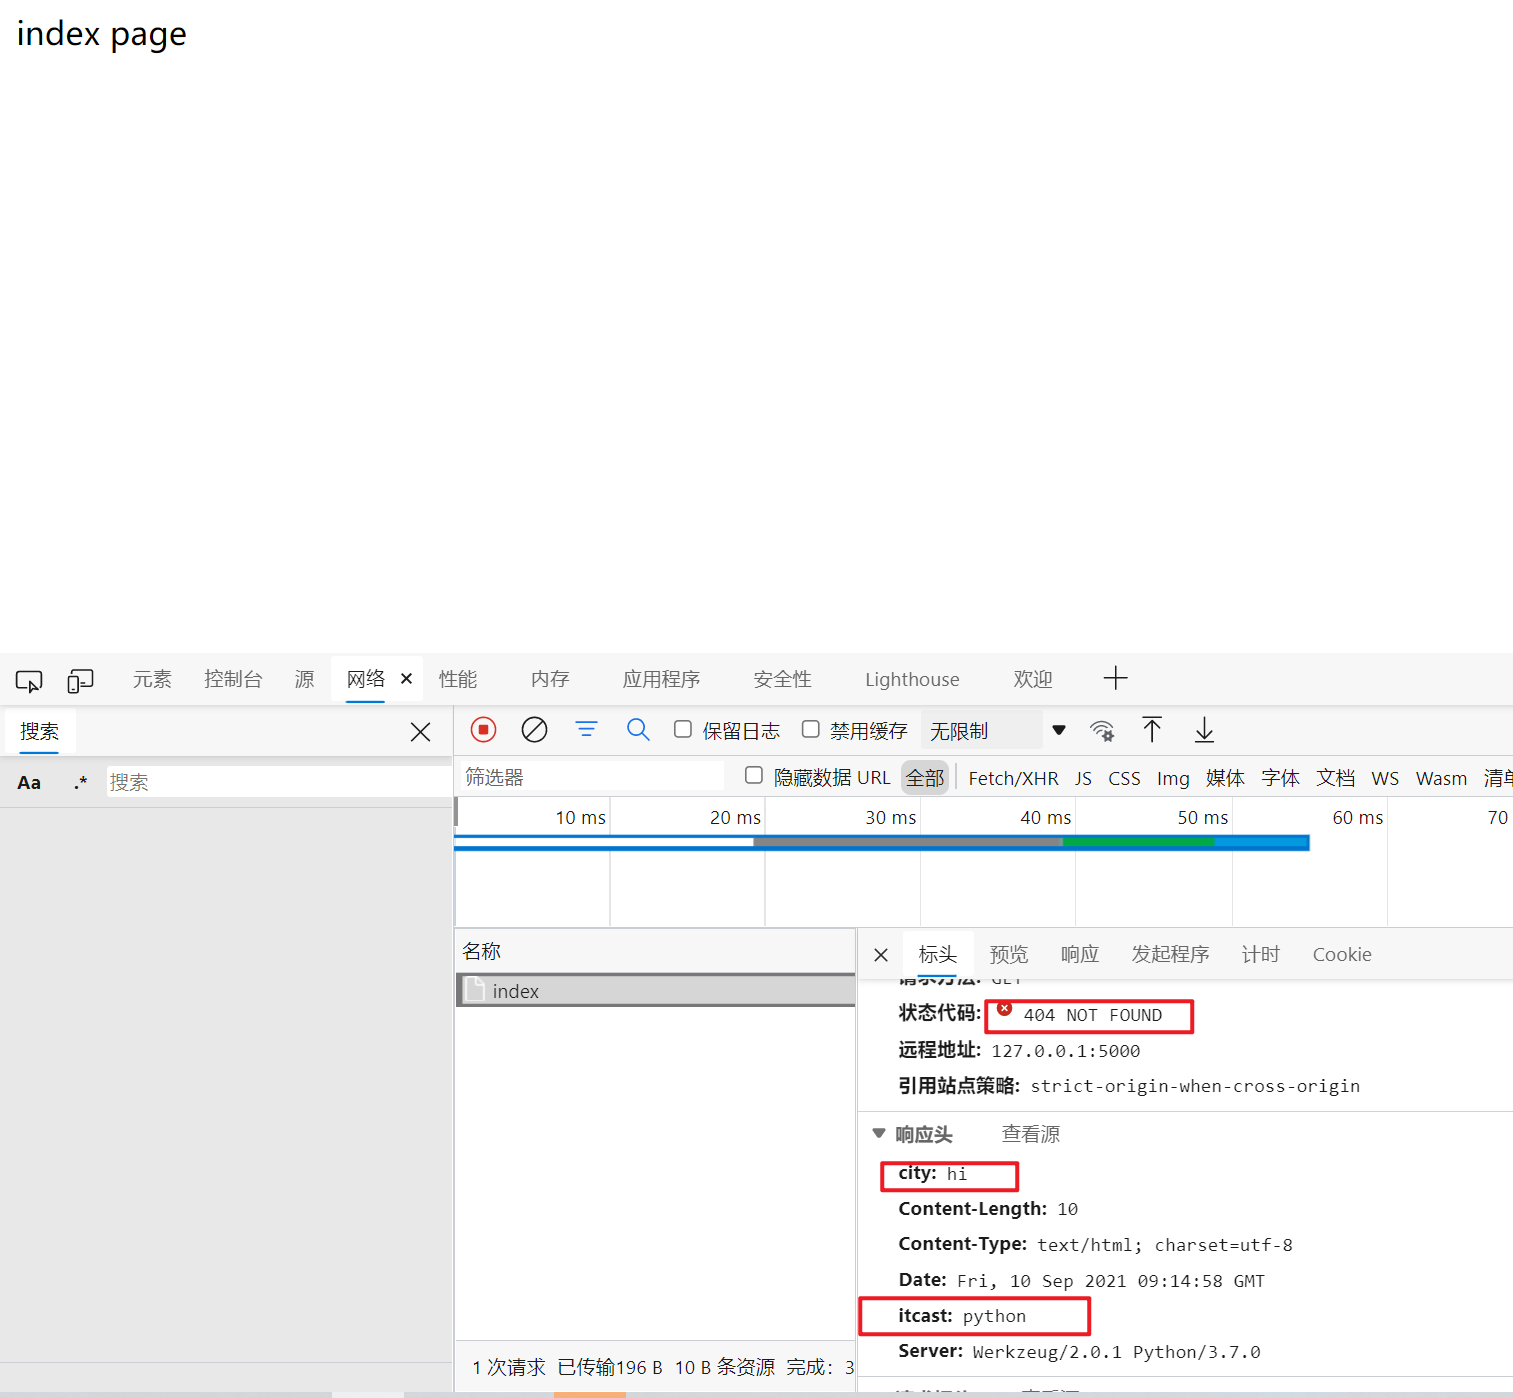 index page
元素 控制台 源 网络 × 性能 内存 应用程序 安全性 Lighthouse 欢迎
搜索
保留日志 禁用缓存 无限制
Aa .* 搜索
筛选器 隐藏数据 URL 全部 Fetch/XHR JS CSS Img 媒体 字体 文档 WS Wasm 清单
10 ms 20 ms 30 ms 40 ms 50 ms 60 ms 70
名称
标头 预览 响应 发起程序 计时 Cookie
index
请求方法: GET
状态代码: 404 NOT FOUND
远程地址: 127.0.0.1:5000
引用站点策略: strict-origin-when-cross-origin
响应头 查看源
city: hi
Content-Length: 10
Content-Type: text/html; charset=utf-8
Date: Fri, 10 Sep 2021 09:14:58 GMT
itcast: python
Server: Werkzeug/2.0.1 Python/3.7.0
1 次请求 已传输196 B 10 B 条资源 完成: 3
查看源